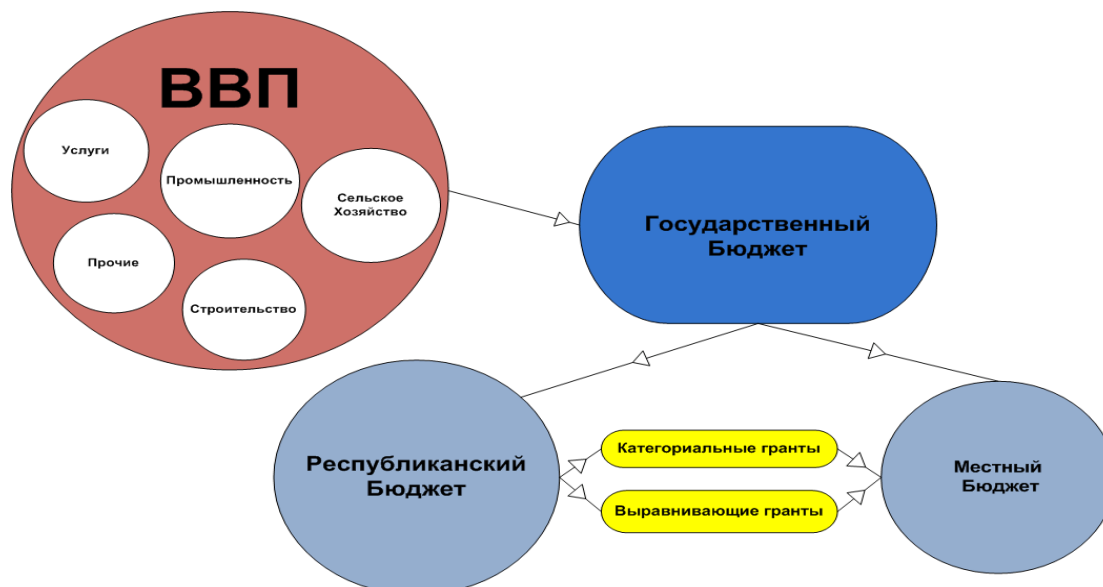 ВВП
Услуги
Промышленность
Сельское
Хозяйство
Прочие
Строительство
Государственный
Бюджет
Республиканский
Бюджет
Категориальные гранты
Выравнивающие гранты
Местный
Бюджет